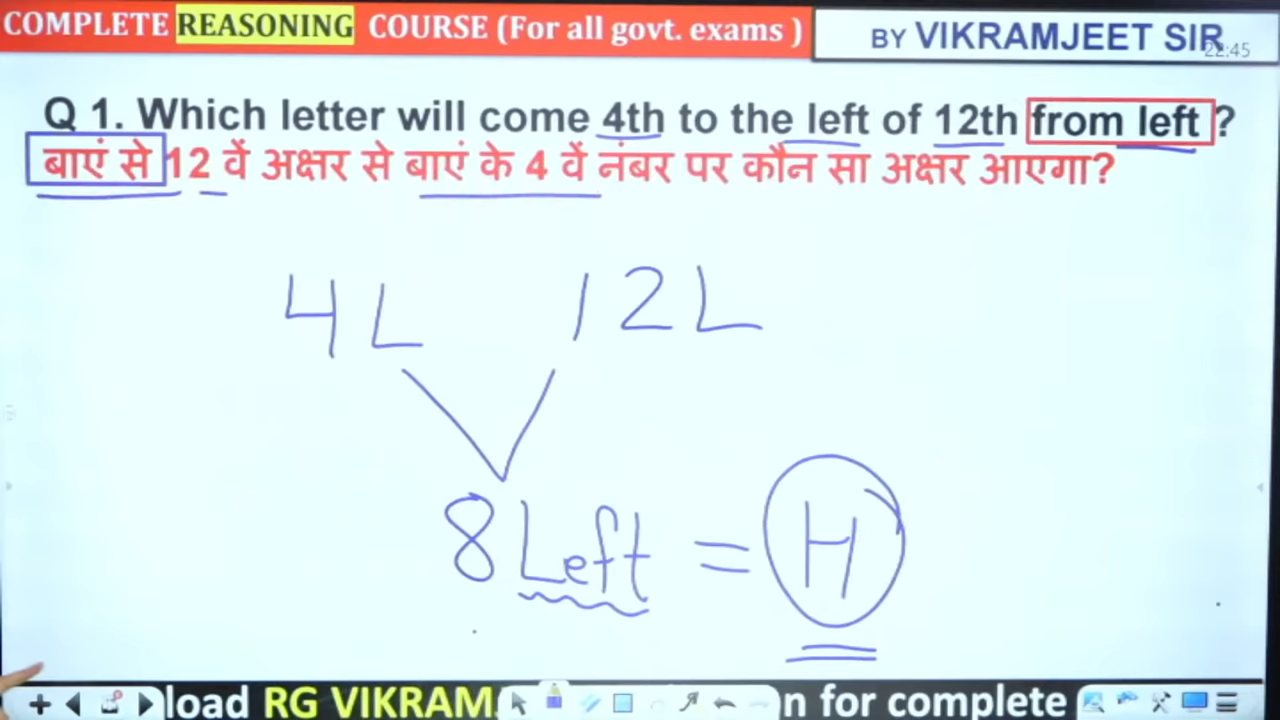 COMPLETE REASONING COURSE (For all govt. exams )
BY VIKRAMJEET SIR
22:45
Q 1. Which letter will come 4th to the left of 12th from left ?
बाएं से 12 वें अक्षर से बाएं के 4 वें नंबर पर कौन सा अक्षर आएगा?
4L 12L
8 Left = H
load RG VIKRAM n for complete